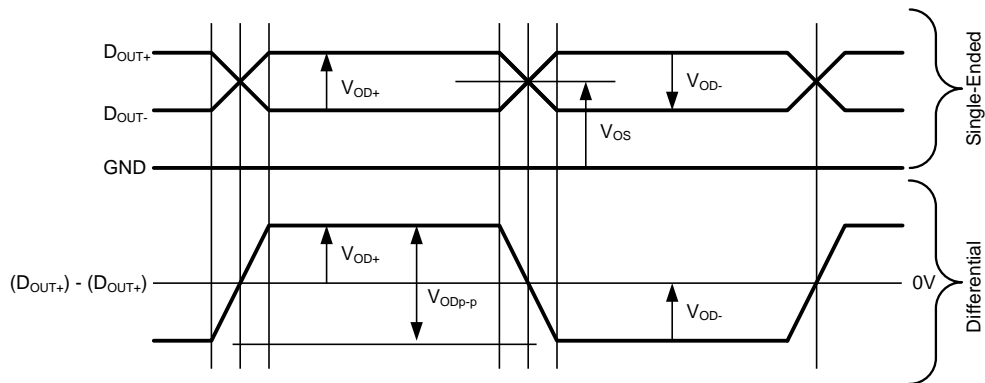 D_OUT+
V_OD+
V_OD-
D_OUT-
V_OS
GND
Single-Ended
V_OD+
(D_OUT+) - (D_OUT+)
0V
V_ODp-p
V_OD-
Differential